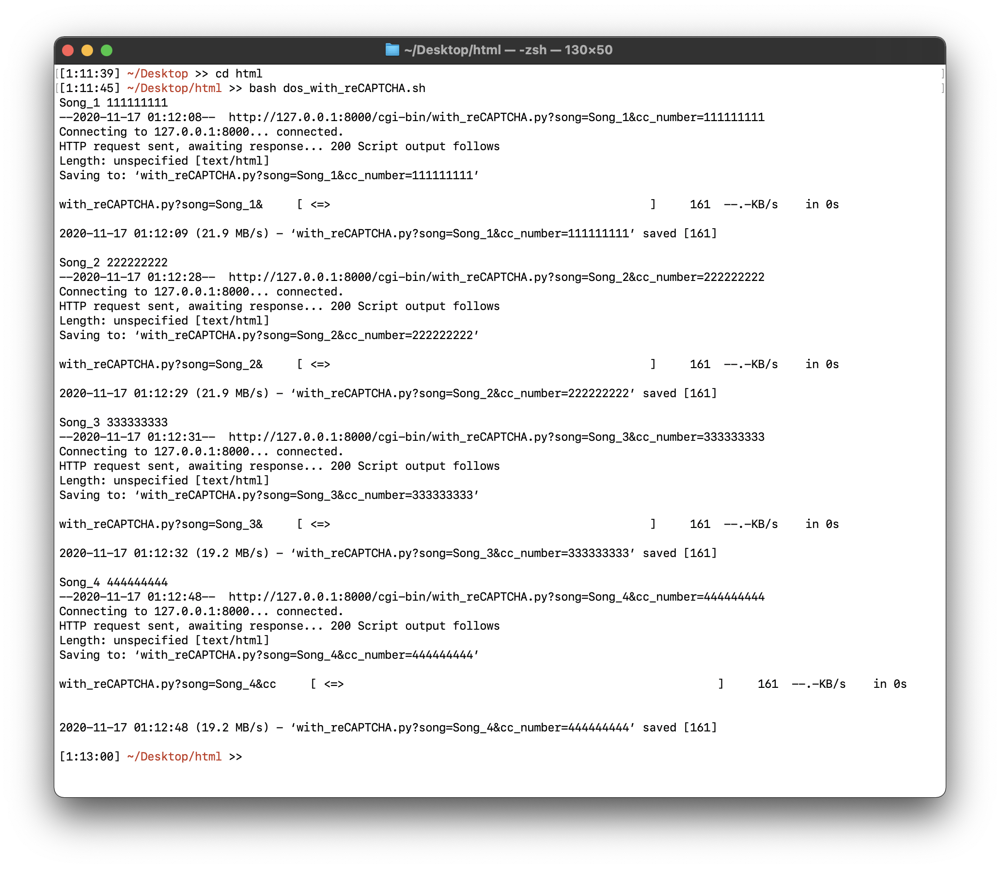 ~/Desktop/html — -zsh — 130×50
[[1:11:39] ~/Desktop >> cd html ]
[[1:11:45] ~/Desktop/html >> bash dos_with_reCAPTCHA.sh ]
Song_1 111111111
--2020-11-17 01:12:08--  http://127.0.0.1:8000/cgi-bin/with_reCAPTCHA.py?song=Song_1&cc_number=111111111
Connecting to 127.0.0.1:8000... connected.
HTTP request sent, awaiting response... 200 Script output follows
Length: unspecified [text/html]
Saving to: ‘with_reCAPTCHA.py?song=Song_1&cc_number=111111111’
with_reCAPTCHA.py?song=Song_1&     [ <=>                                               ]     161  --.-KB/s    in 0s
2020-11-17 01:12:09 (21.9 MB/s) - ‘with_reCAPTCHA.py?song=Song_1&cc_number=111111111’ saved [161]
Song_2 222222222
--2020-11-17 01:12:28--  http://127.0.0.1:8000/cgi-bin/with_reCAPTCHA.py?song=Song_2&cc_number=222222222
Connecting to 127.0.0.1:8000... connected.
HTTP request sent, awaiting response... 200 Script output follows
Length: unspecified [text/html]
Saving to: ‘with_reCAPTCHA.py?song=Song_2&cc_number=222222222’
with_reCAPTCHA.py?song=Song_2&     [ <=>                                               ]     161  --.-KB/s    in 0s
2020-11-17 01:12:29 (21.9 MB/s) - ‘with_reCAPTCHA.py?song=Song_2&cc_number=222222222’ saved [161]
Song_3 333333333
--2020-11-17 01:12:31--  http://127.0.0.1:8000/cgi-bin/with_reCAPTCHA.py?song=Song_3&cc_number=333333333
Connecting to 127.0.0.1:8000... connected.
HTTP request sent, awaiting response... 200 Script output follows
Length: unspecified [text/html]
Saving to: ‘with_reCAPTCHA.py?song=Song_3&cc_number=333333333’
with_reCAPTCHA.py?song=Song_3&     [ <=>                                               ]     161  --.-KB/s    in 0s
2020-11-17 01:12:32 (19.2 MB/s) - ‘with_reCAPTCHA.py?song=Song_3&cc_number=333333333’ saved [161]
Song_4 444444444
--2020-11-17 01:12:48--  http://127.0.0.1:8000/cgi-bin/with_reCAPTCHA.py?song=Song_4&cc_number=444444444
Connecting to 127.0.0.1:8000... connected.
HTTP request sent, awaiting response... 200 Script output follows
Length: unspecified [text/html]
Saving to: ‘with_reCAPTCHA.py?song=Song_4&cc_number=444444444’
with_reCAPTCHA.py?song=Song_4&cc     [ <=>                                                       ]     161  --.-KB/s    in 0s
2020-11-17 01:12:48 (19.2 MB/s) - ‘with_reCAPTCHA.py?song=Song_4&cc_number=444444444’ saved [161]
[1:13:00] ~/Desktop/html >>